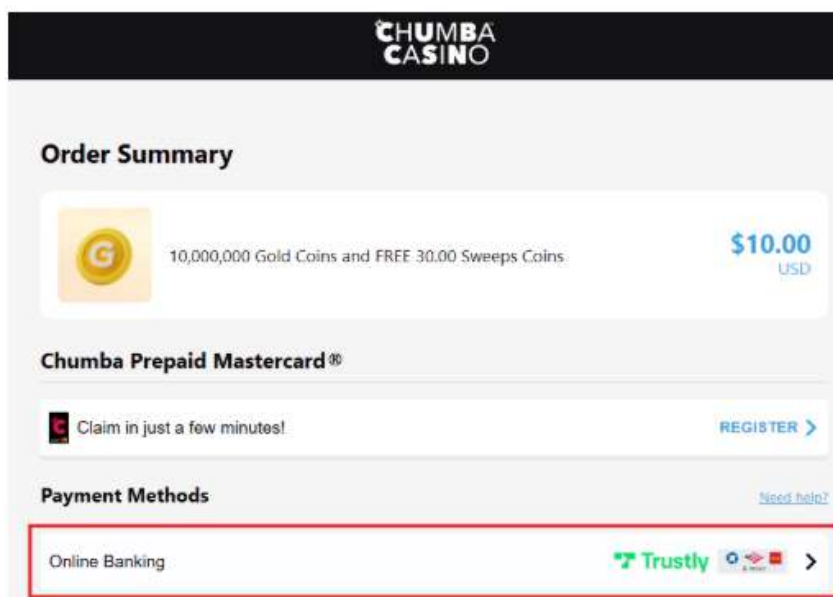 CHUMBA
CASINO
Order Summary
G
10,000,000 Gold Coins and FREE 30.00 Sweeps Coins
$10.00
USD
Chumba Prepaid Mastercard®
Claim in just a few minutes!
REGISTER
Payment Methods
Need help?
Online Banking
Trustly